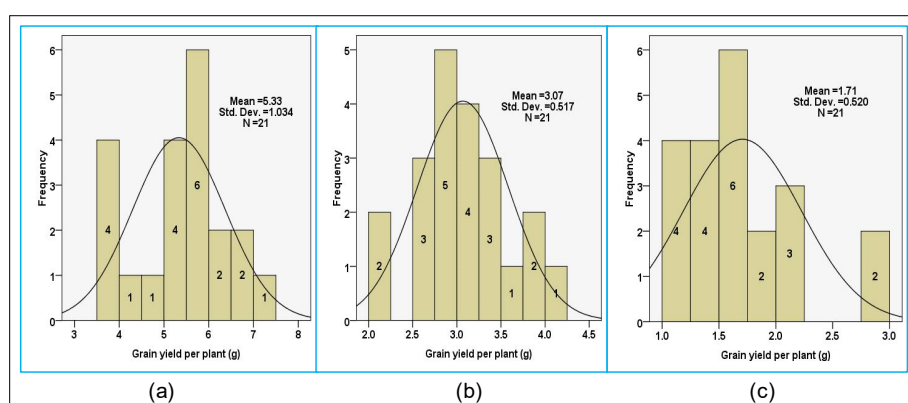 6
5
4
3
2
1
0
Frequency
4
1
1
4
6
2
2
1
Mean =5.33
Std. Dev. =1.034
N =21
3 4 5 6 7 8
Grain yield per plant (g)
(a)
5
4
3
2
1
0
Frequency
2
3
5
4
3
1
2
1
Mean =3.07
Std. Dev. =0.517
N =21
2.0 2.5 3.0 3.5 4.0 4.5
Grain yield per plant (g)
(b)
6
5
4
3
2
1
0
Frequency
4
4
6
2
3
2
Mean =1.71
Std. Dev. =0.520
N =21
1.0 1.5 2.0 2.5 3.0
Grain yield per plant (g)
(c)